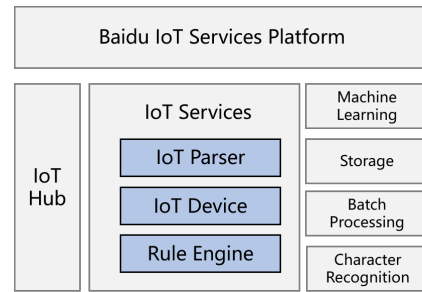 Baidu IoT Services Platform
IoT
Hub
IoT Services
IoT Parser
IoT Device
Rule Engine
Machine
Learning
Storage
Batch
Processing
Character
Recognition